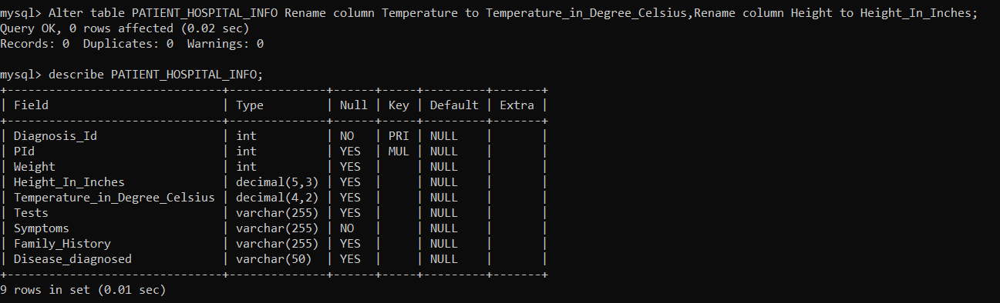 mysql> Alter table PATIENT_HOSPITAL_INFO Rename column Temperature to Temperature_in_Degree_Celsius,Rename column Height to Height_In_Inches;
Query OK, 0 rows affected (0.02 sec)
Records: 0  Duplicates: 0  Warnings: 0

mysql> describe PATIENT_HOSPITAL_INFO;
+-------------------------------+--------------+------+-----+---------+-------+
| Field                         | Type         | Null | Key | Default | Extra |
+-------------------------------+--------------+------+-----+---------+-------+
| Diagnosis_Id                  | int          | NO   | PRI | NULL    |       |
| PId                           | int          | YES  | MUL | NULL    |       |
| Weight                        | int          | YES  |     | NULL    |       |
| Height_In_Inches              | decimal(5,3) | YES  |     | NULL    |       |
| Temperature_in_Degree_Celsius | decimal(4,2) | YES  |     | NULL    |       |
| Tests                         | varchar(255) | YES  |     | NULL    |       |
| Symptoms                      | varchar(255) | NO   |     | NULL    |       |
| Family_History                | varchar(255) | YES  |     | NULL    |       |
| Disease_diagnosed             | varchar(50)  | YES  |     | NULL    |       |
+-------------------------------+--------------+------+-----+---------+-------+
9 rows in set (0.01 sec)